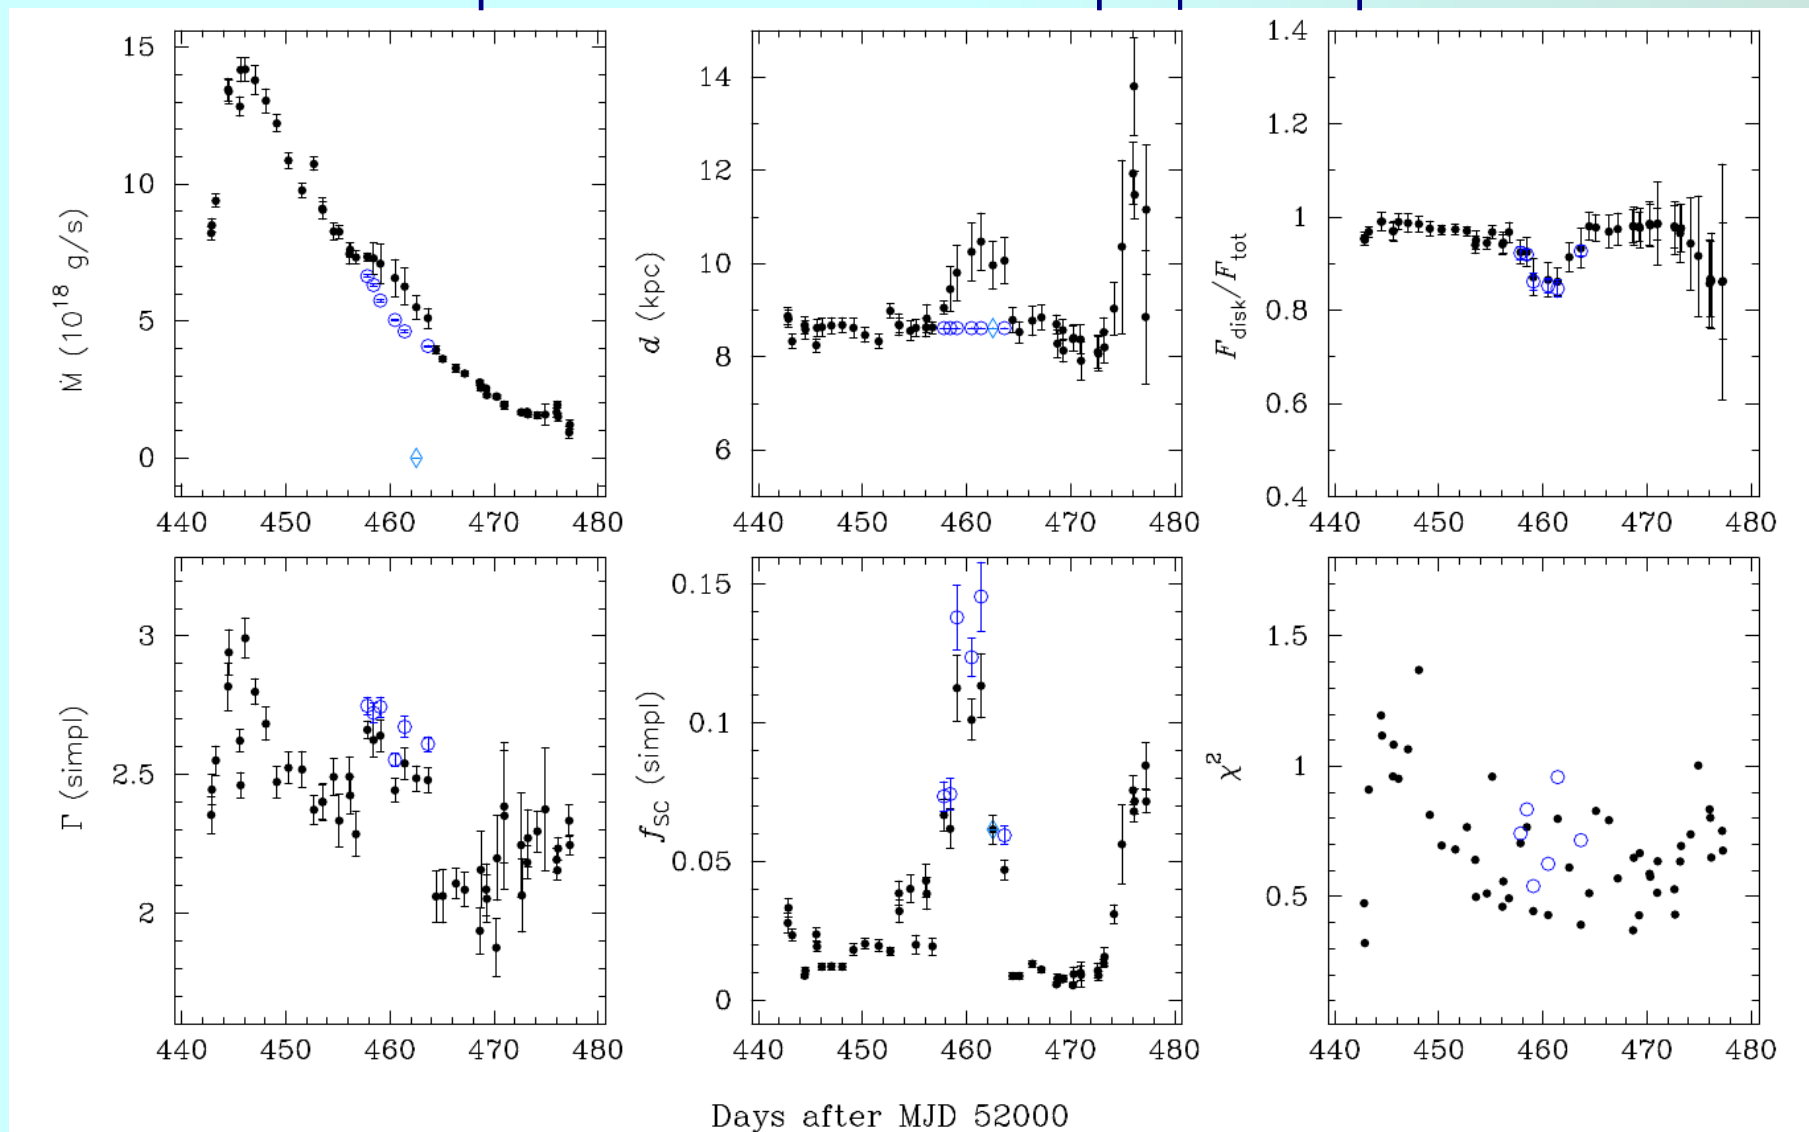 Ṁ (10¹⁸ g/s)
15
10
5
0
440 450 460 470 480
d (kpc)
14
12
10
8
6
440 450 460 470 480
F_disk/F_tot
1.4
1.2
1
0.8
0.6
0.4
440 450 460 470 480
Γ (simpl)
3
2.5
2
440 450 460 470 480
f_SC (simpl)
0.15
0.1
0.05
0
440 450 460 470 480
χ²
1.5
1
0.5
440 450 460 470 480
Days after MJD 52000